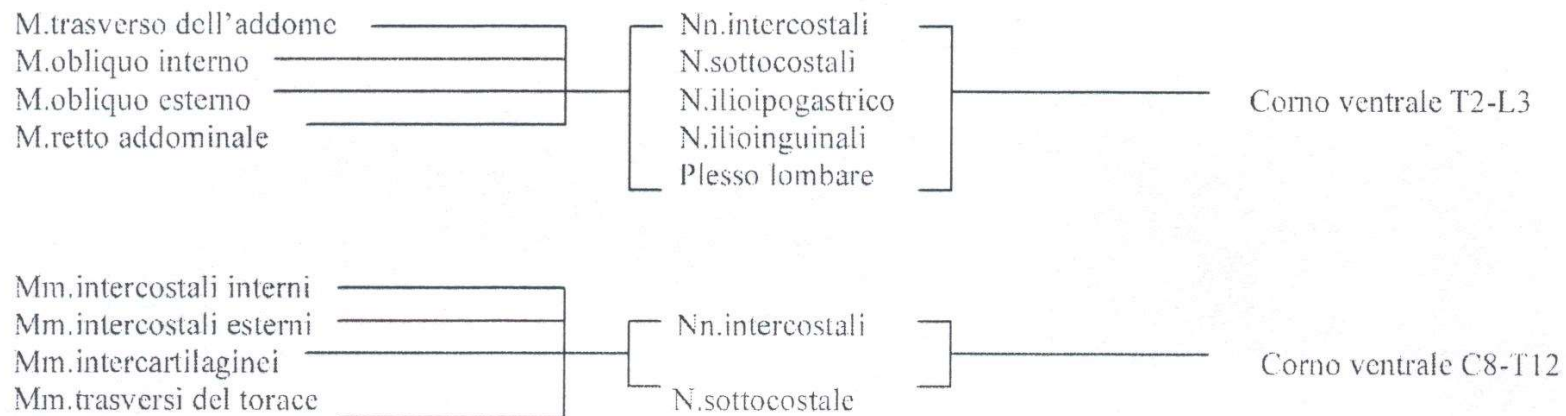 M.trasverso dell'addome
M.obliquo interno
M.obliquo esterno
M.retto addominale
Nn.intercostali
N.sottocostali
N.ilioipogastrico
N.ilioinguinali
Plesso lombare
Corno ventrale T2-L3
Mm.intercostali interni
Mm.intercostali esterni
Mm.intercartilaginei
Mm.trasversi del torace
Nn.intercostali
N.sottocostale
Corno ventrale C8-T12